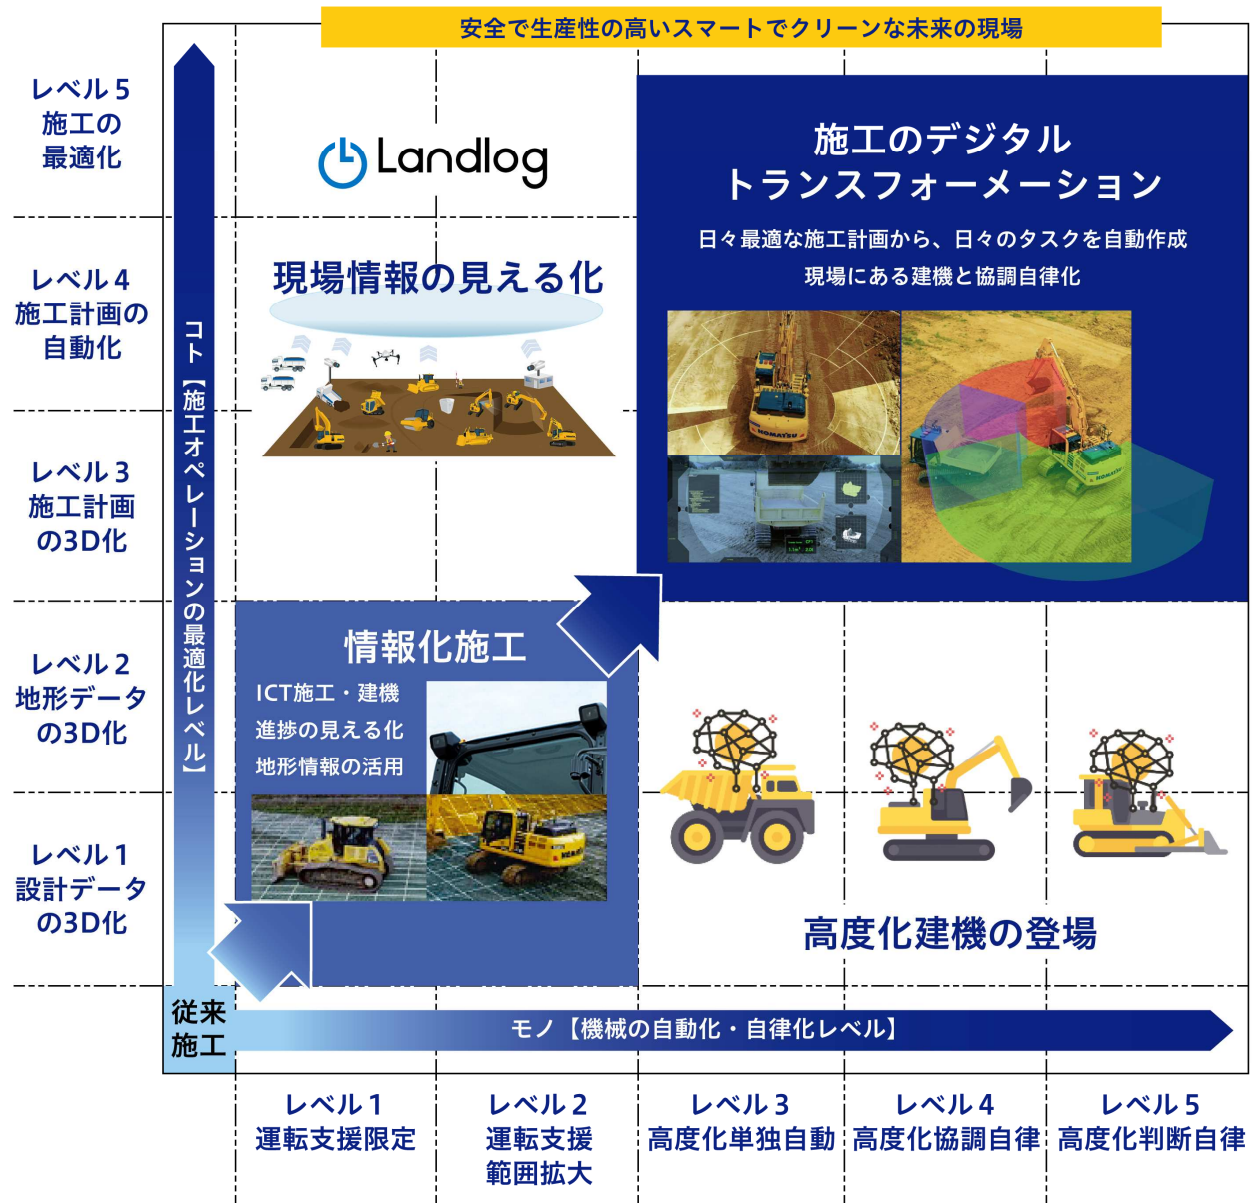 安全で生産性の高いスマートでクリーンな未来の現場
レベル5
施工の
最適化
レベル4
施工計画の
自動化
レベル3
施工計画
の3D化
レベル2
地形データ
の3D化
レベル1
設計データ
の3D化
コト【施工オペレーションの最適化レベル】
Landlog
現場情報の見える化
施工のデジタル
トランスフォーメーション
日々最適な施工計画から、日々のタスクを自動作成
現場にある建機と協調自律化
KOMATSU
KOMATSU
情報化施工
ICT施工・建機
進捗の見える化
地形情報の活用
高度化建機の登場
従来
施工
モノ【機械の自動化・自律化レベル】
レベル1
運転支援限定
レベル2
運転支援
範囲拡大
レベル3
高度化単独自動
レベル4
高度化協調自律
レベル5
高度化判断自律